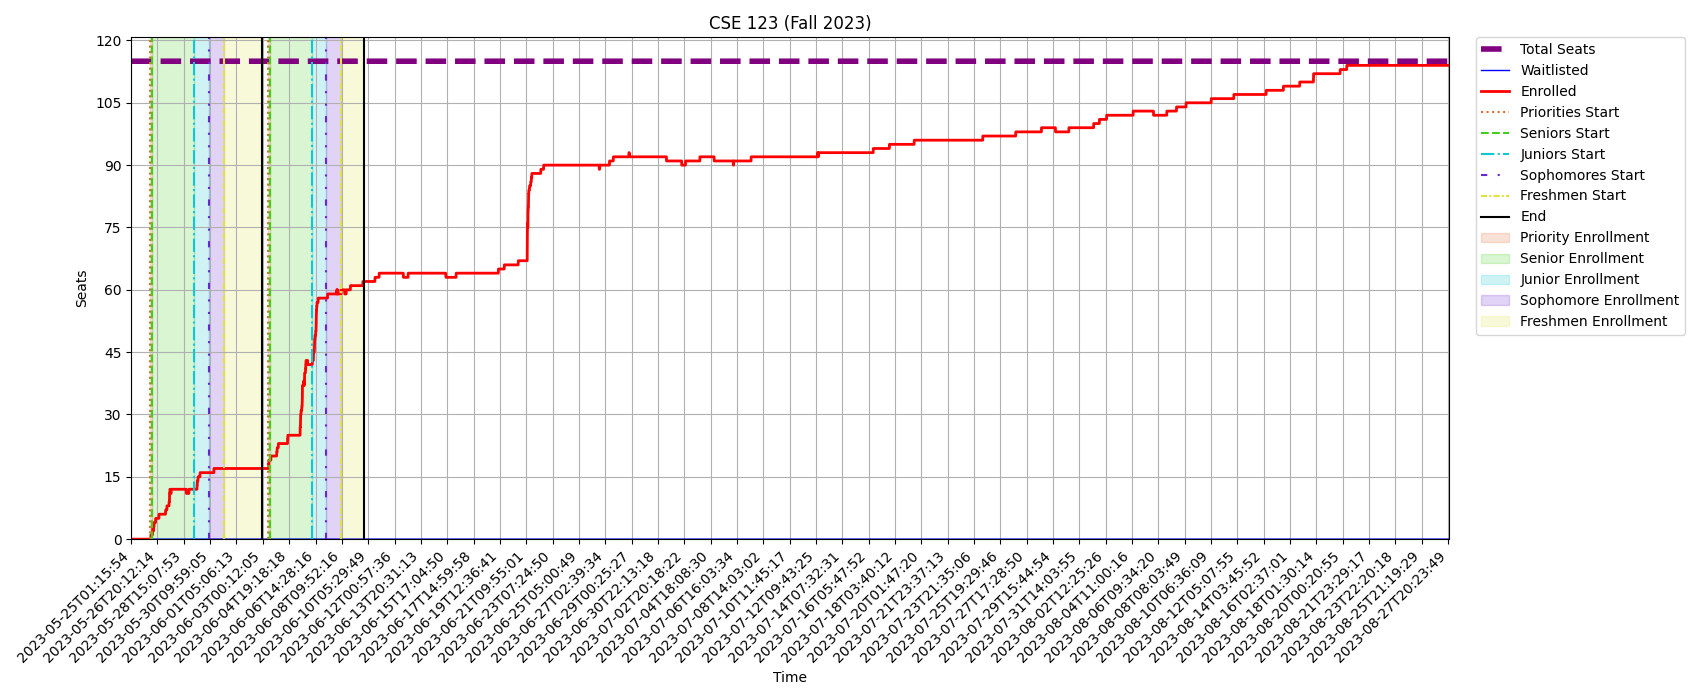 CSE 123 (Fall 2023)
120
105
90
75
60
45
30
15
0
Seats
2023-05-25T01:15:54
2023-05-26T20:12:14
2023-05-28T15:07:53
2023-05-30T09:59:05
2023-06-01T05:06:13
2023-06-03T00:12:05
2023-06-04T19:18:18
2023-06-06T14:28:16
2023-06-08T09:52:16
2023-06-10T05:29:49
2023-06-12T00:57:36
2023-06-13T20:31:13
2023-06-15T17:04:50
2023-06-17T14:59:58
2023-06-19T12:36:41
2023-06-21T09:55:01
2023-06-23T07:24:50
2023-06-25T05:00:49
2023-06-27T02:39:34
2023-06-29T00:25:27
2023-06-30T22:13:18
2023-07-02T20:18:22
2023-07-04T18:08:30
2023-07-06T16:03:34
2023-07-08T14:03:02
2023-07-10T11:45:17
2023-07-12T09:43:25
2023-07-14T07:32:31
2023-07-16T05:47:52
2023-07-18T03:40:12
2023-07-20T01:47:20
2023-07-21T23:37:13
2023-07-23T21:35:06
2023-07-25T19:29:46
2023-07-27T17:28:50
2023-07-29T15:44:54
2023-07-31T14:03:55
2023-08-02T12:25:26
2023-08-04T11:00:16
2023-08-06T09:34:20
2023-08-08T08:03:49
2023-08-10T06:36:09
2023-08-12T05:07:55
2023-08-14T03:45:52
2023-08-16T02:37:01
2023-08-18T01:30:14
2023-08-20T00:20:55
2023-08-21T23:29:17
2023-08-23T22:20:18
2023-08-25T21:19:29
2023-08-27T20:23:49
Time
Total Seats
Waitlisted
Enrolled
Priorities Start
Seniors Start
Juniors Start
Sophomores Start
Freshmen Start
End
Priority Enrollment
Senior Enrollment
Junior Enrollment
Sophomore Enrollment
Freshmen Enrollment